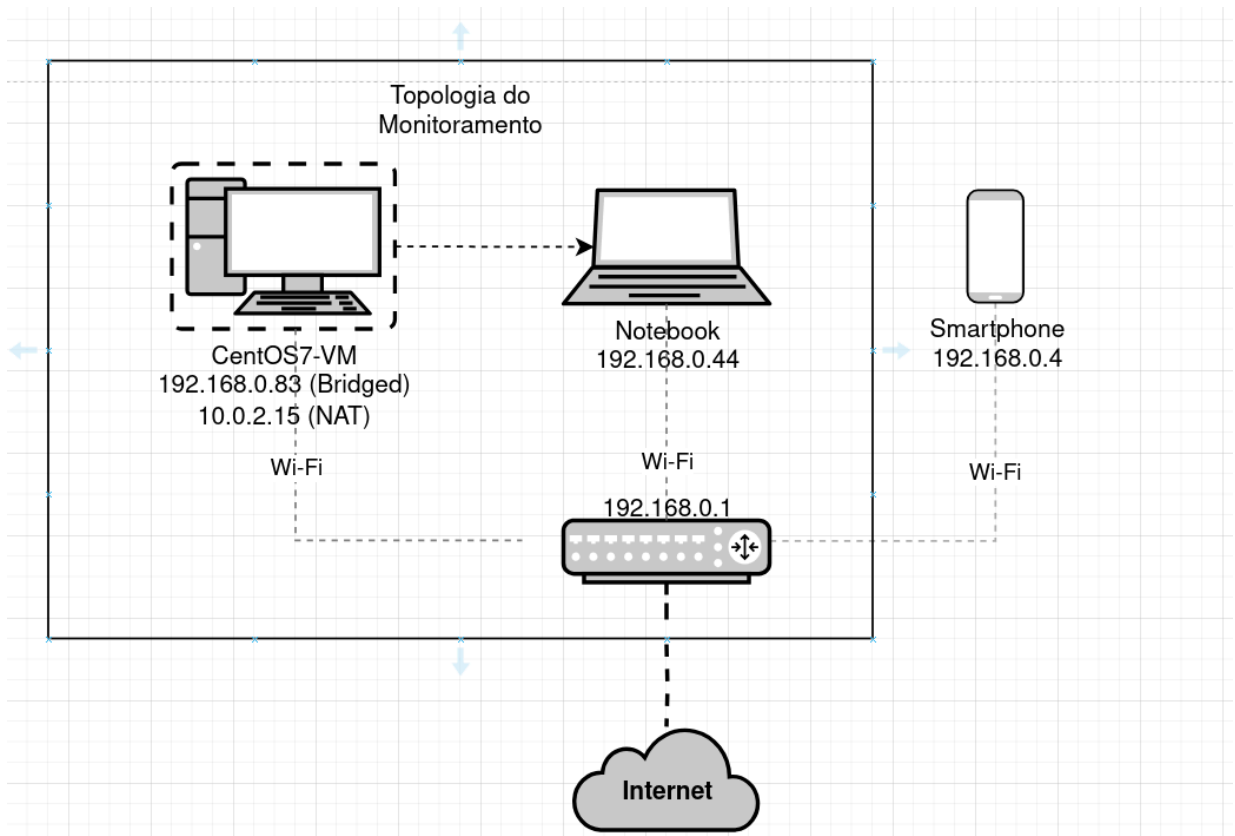 Topologia do
Monitoramento
CentOS7-VM
192.168.0.83 (Bridged)
10.0.2.15 (NAT)
Wi-Fi
Notebook
192.168.0.44
Wi-Fi
192.168.0.1
Smartphone
192.168.0.4
Wi-Fi
Internet